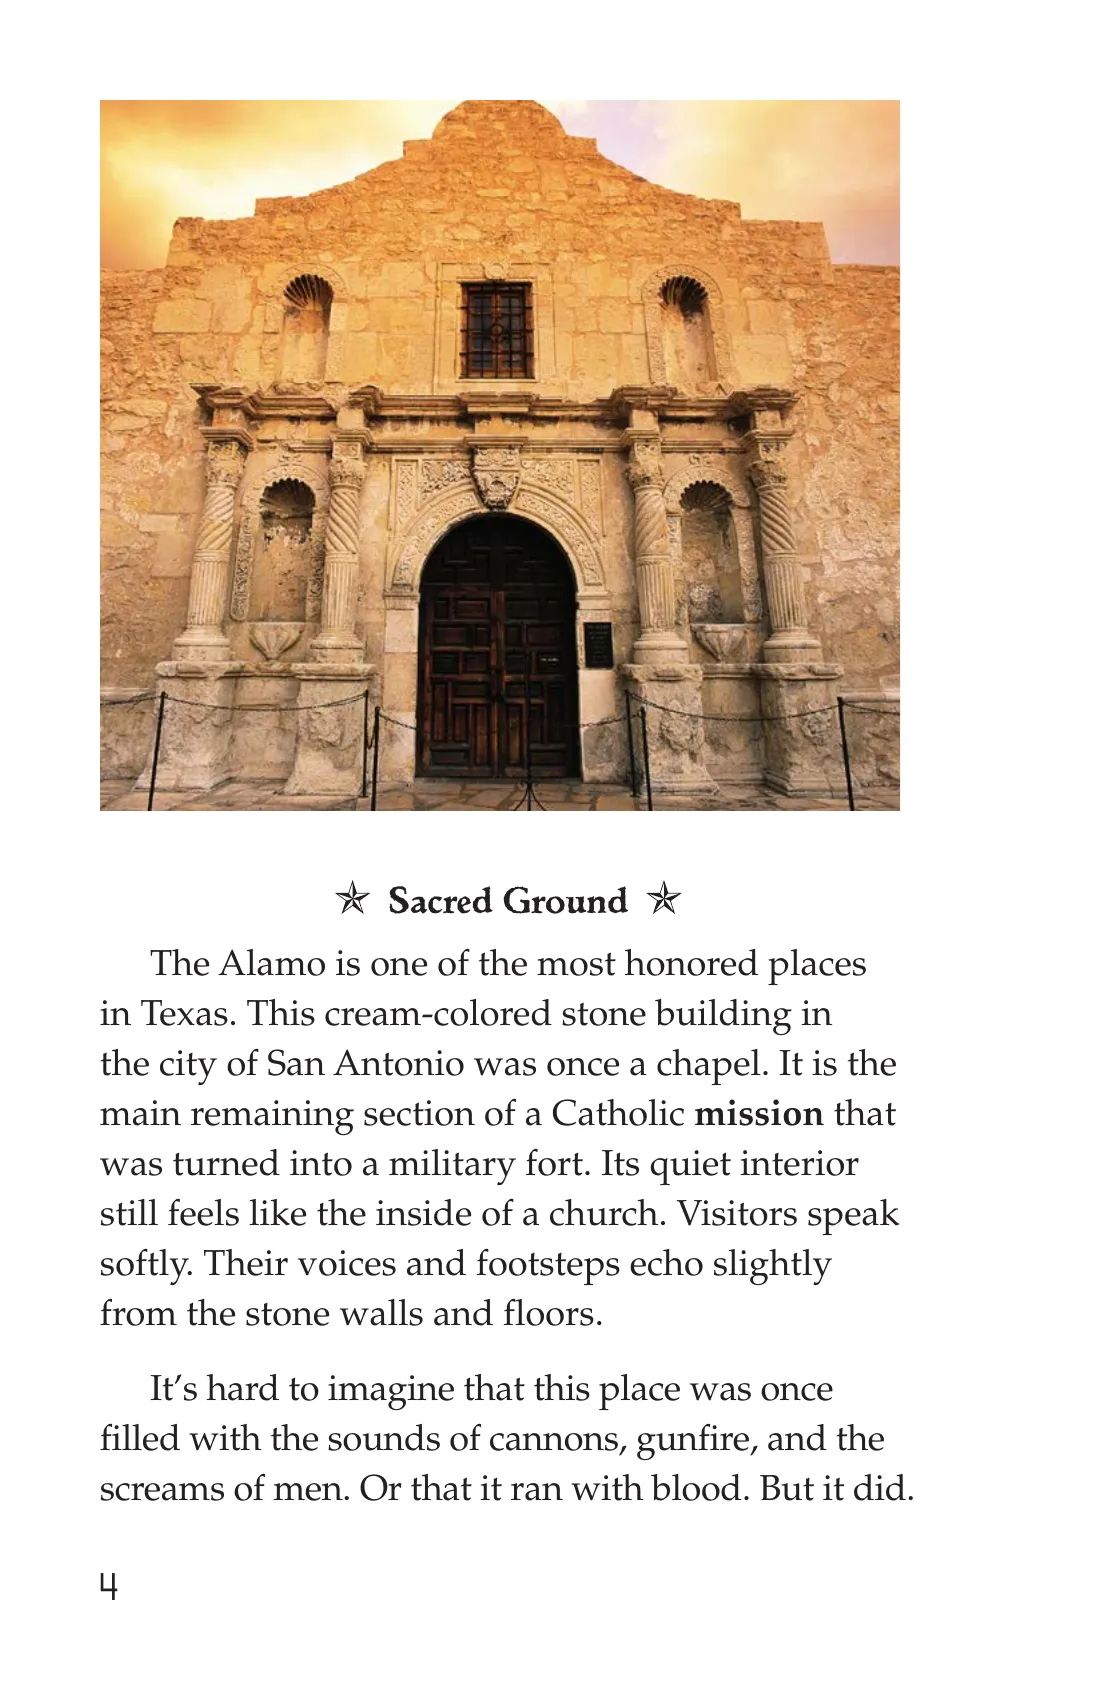 Sacred Ground
The Alamo is one of the most honored places
in Texas. This cream-colored stone building in
the city of San Antonio was once a chapel. It is the
main remaining section of a Catholic mission that
was turned into a military fort. Its quiet interior
still feels like the inside of a church. Visitors speak
softly. Their voices and footsteps echo slightly
from the stone walls and floors.
It’s hard to imagine that this place was once
filled with the sounds of cannons, gunfire, and the
screams of men. Or that it ran with blood. But it did.
4